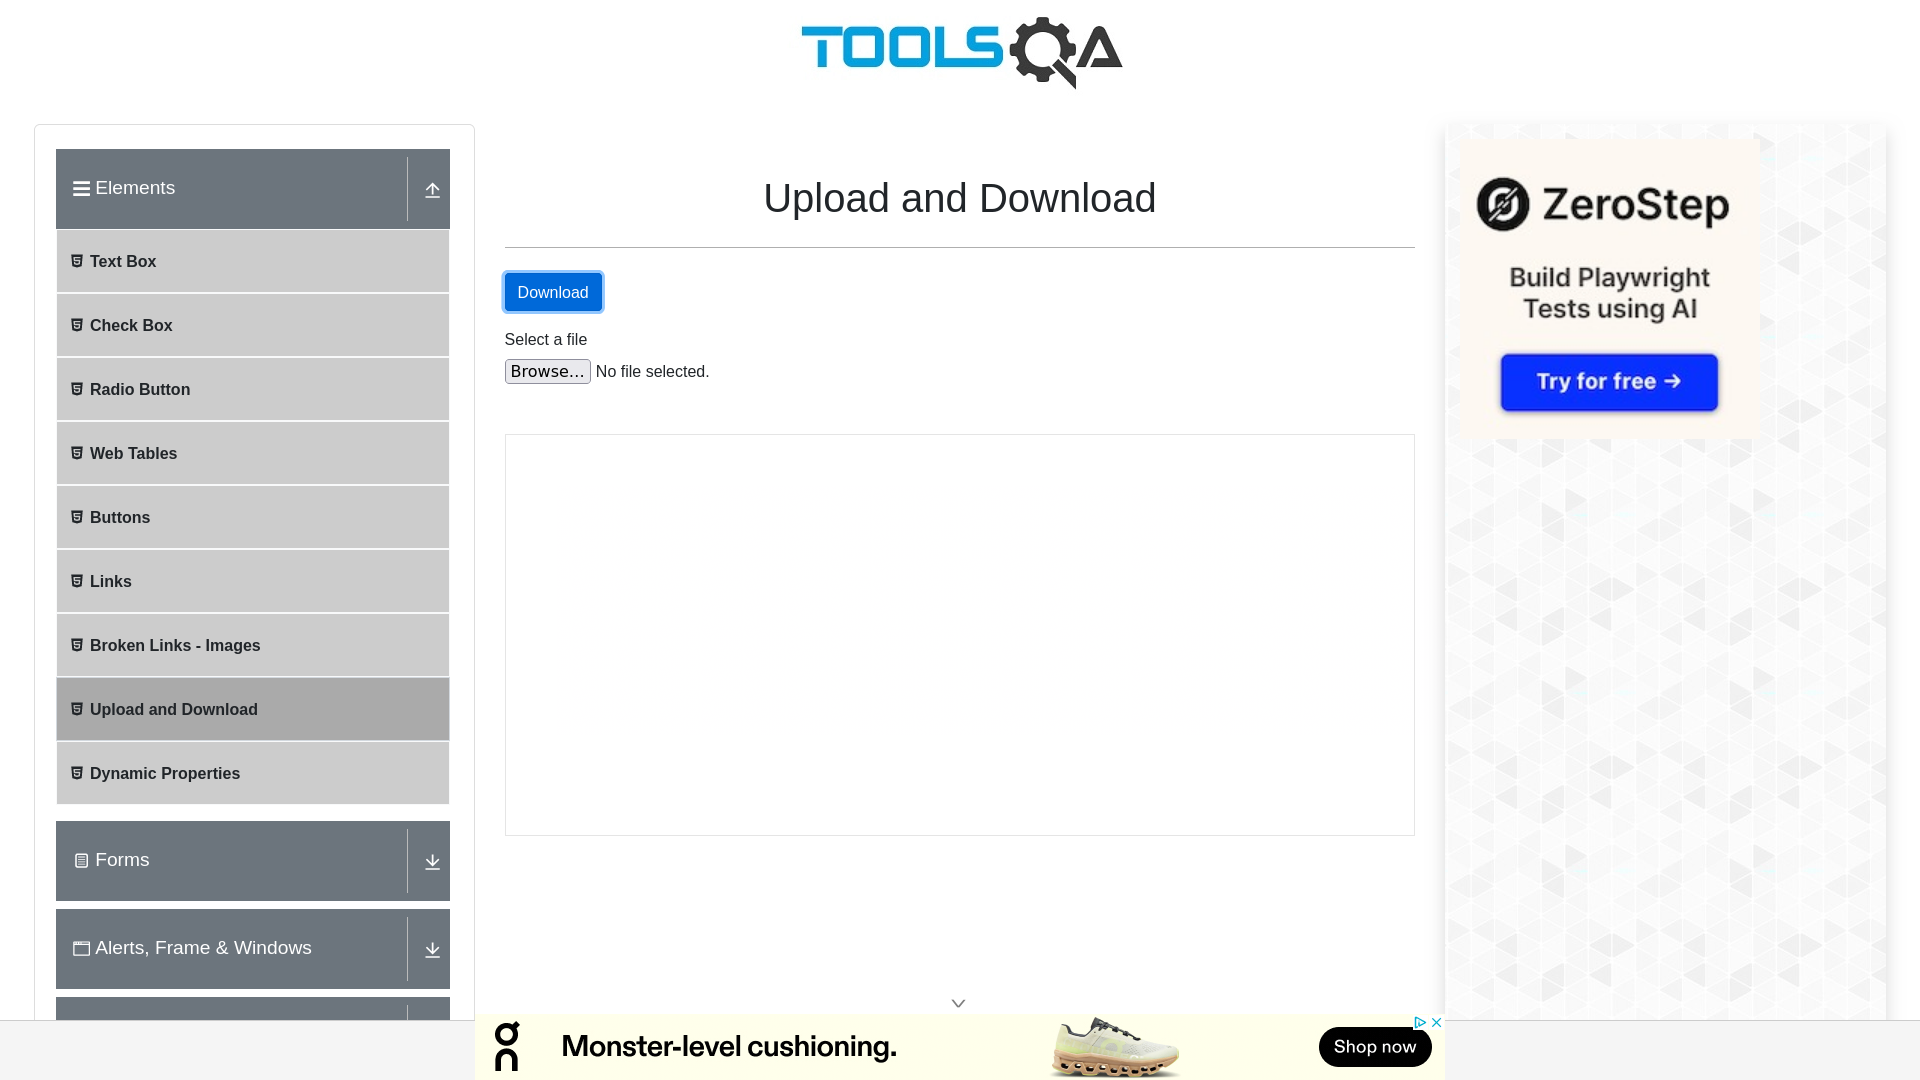 TOOLSQA
Elements
Text Box
Check Box
Radio Button
Web Tables
Buttons
Links
Broken Links - Images
Upload and Download
Dynamic Properties
Forms
Alerts, Frame & Windows
Upload and Download
Download
Select a file
Browse... No file selected.
ZeroStep
Build Playwright
Tests using AI
Try for free →
on
Monster-level cushioning.
Shop now